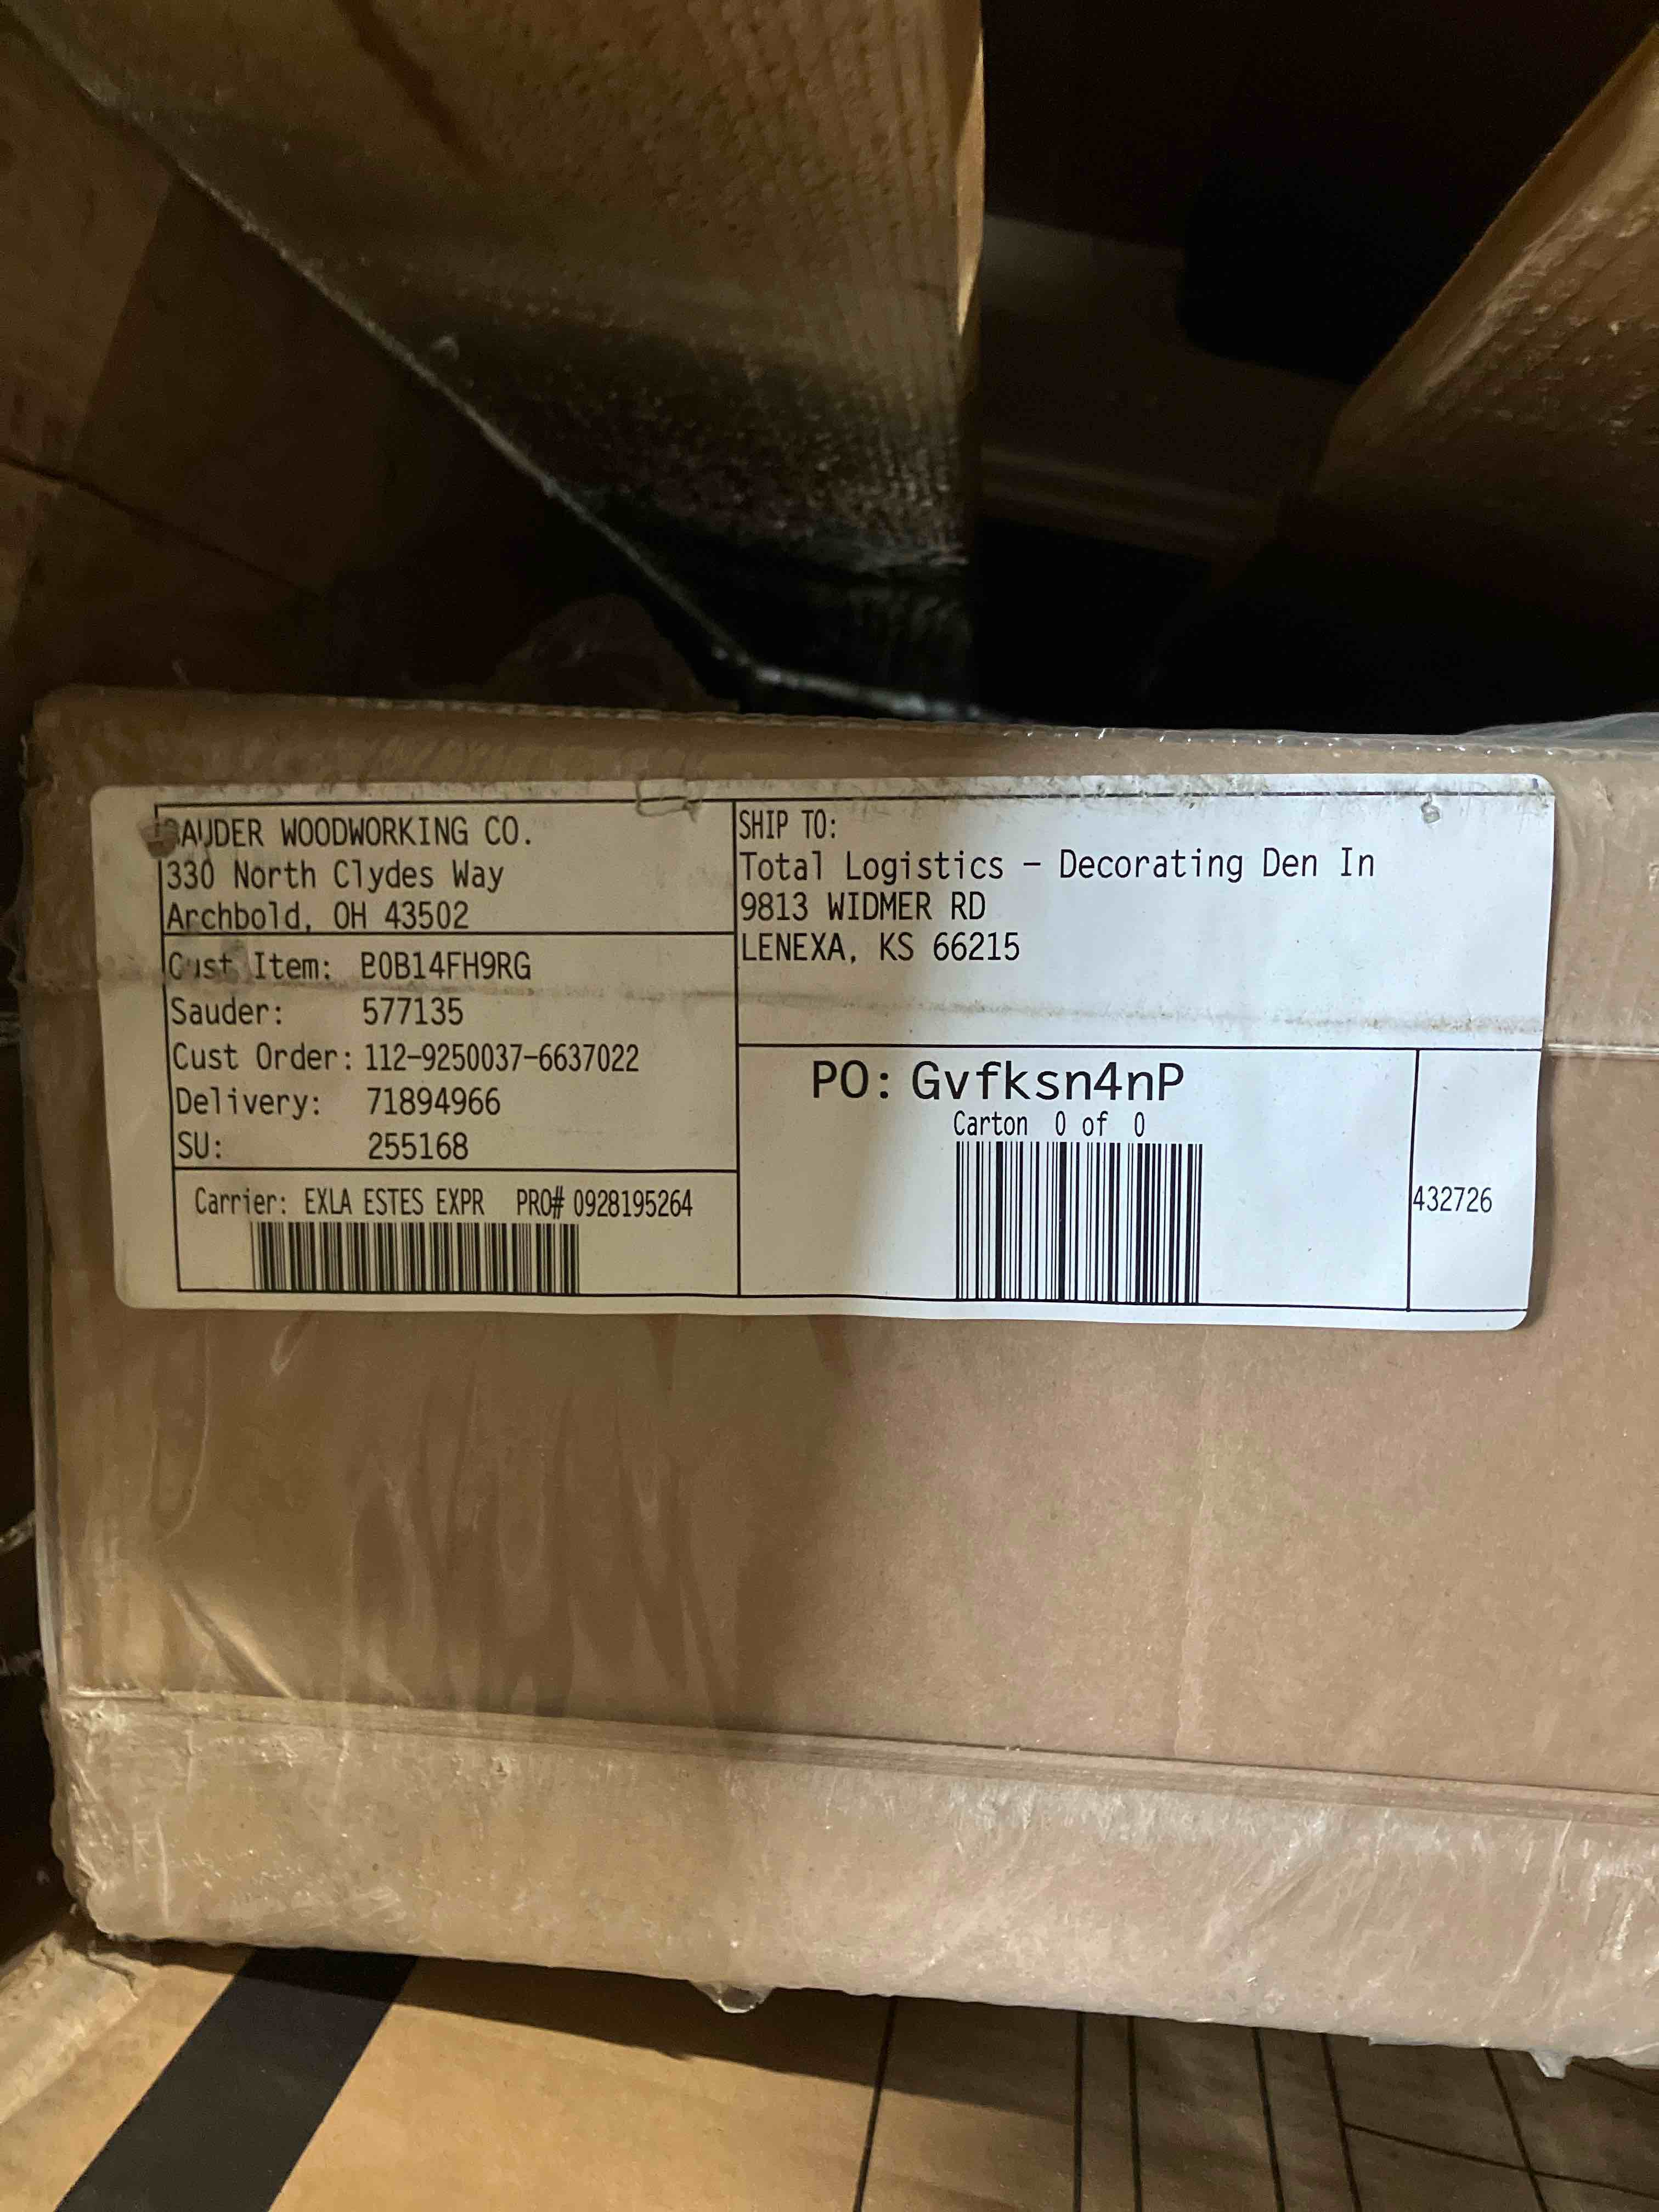 SAUDER WOODWORKING CO.
330 North Clydes Way
Archbold, OH 43502
Cust Item: B0B14FH9RG
Sauder: 577135
Cust Order: 112-9250037-6637022
Delivery: 71894966
SU: 255168
Carrier: EXLA ESTES EXPR PRO# 0928195264
SHIP TO:
Total Logistics - Decorating Den In
9813 WIDMER RD
LENEXA, KS 66215
PO: Gvfksn4nP
Carton 0 of 0
432726